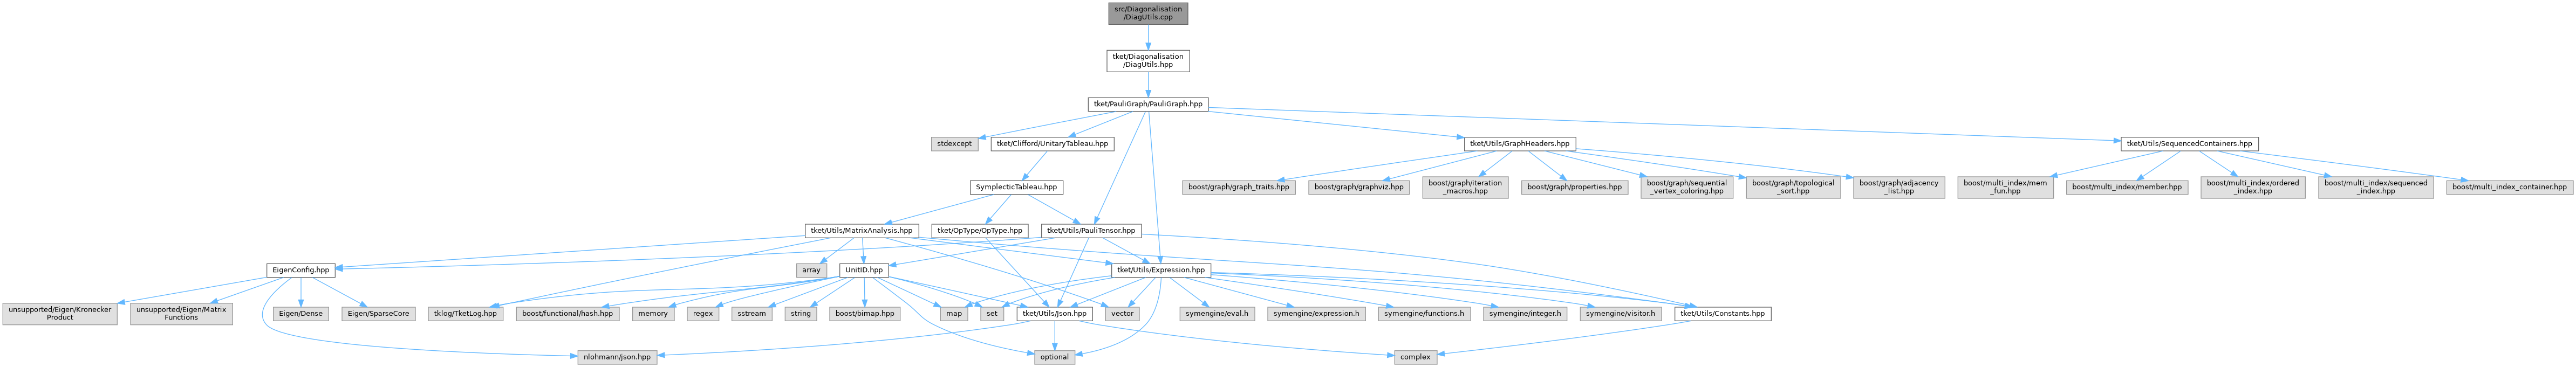 src/Diagonalisation
/DiagUtils.cpp
tket/Diagonalisation
/DiagUtils.hpp
tket/PauliGraph/PauliGraph.hpp
stdexcept
tket/Clifford/UnitaryTableau.hpp
tket/Utils/GraphHeaders.hpp
tket/Utils/SequencedContainers.hpp
SymplecticTableau.hpp
boost/graph/graph_traits.hpp
boost/graph/graphviz.hpp
boost/graph/iteration
_macros.hpp
boost/graph/properties.hpp
boost/graph/sequential
_vertex_coloring.hpp
boost/graph/topological
_sort.hpp
boost/graph/adjacency
_list.hpp
boost/multi_index/mem
_fun.hpp
boost/multi_index/member.hpp
boost/multi_index/ordered
_index.hpp
boost/multi_index/sequenced
_index.hpp
boost/multi_index_container.hpp
tket/Utils/MatrixAnalysis.hpp
tket/OpType/OpType.hpp
tket/Utils/PauliTensor.hpp
EigenConfig.hpp
array
UnitID.hpp
tket/Utils/Expression.hpp
unsupported/Eigen/Kronecker
Product
unsupported/Eigen/Matrix
Functions
Eigen/Dense
Eigen/SparseCore
tklog/TketLog.hpp
boost/functional/hash.hpp
memory
regex
sstream
string
boost/bimap.hpp
map
set
tket/Utils/Json.hpp
vector
symengine/eval.h
symengine/expression.h
symengine/functions.h
symengine/integer.h
symengine/visitor.h
tket/Utils/Constants.hpp
nlohmann/json.hpp
optional
complex